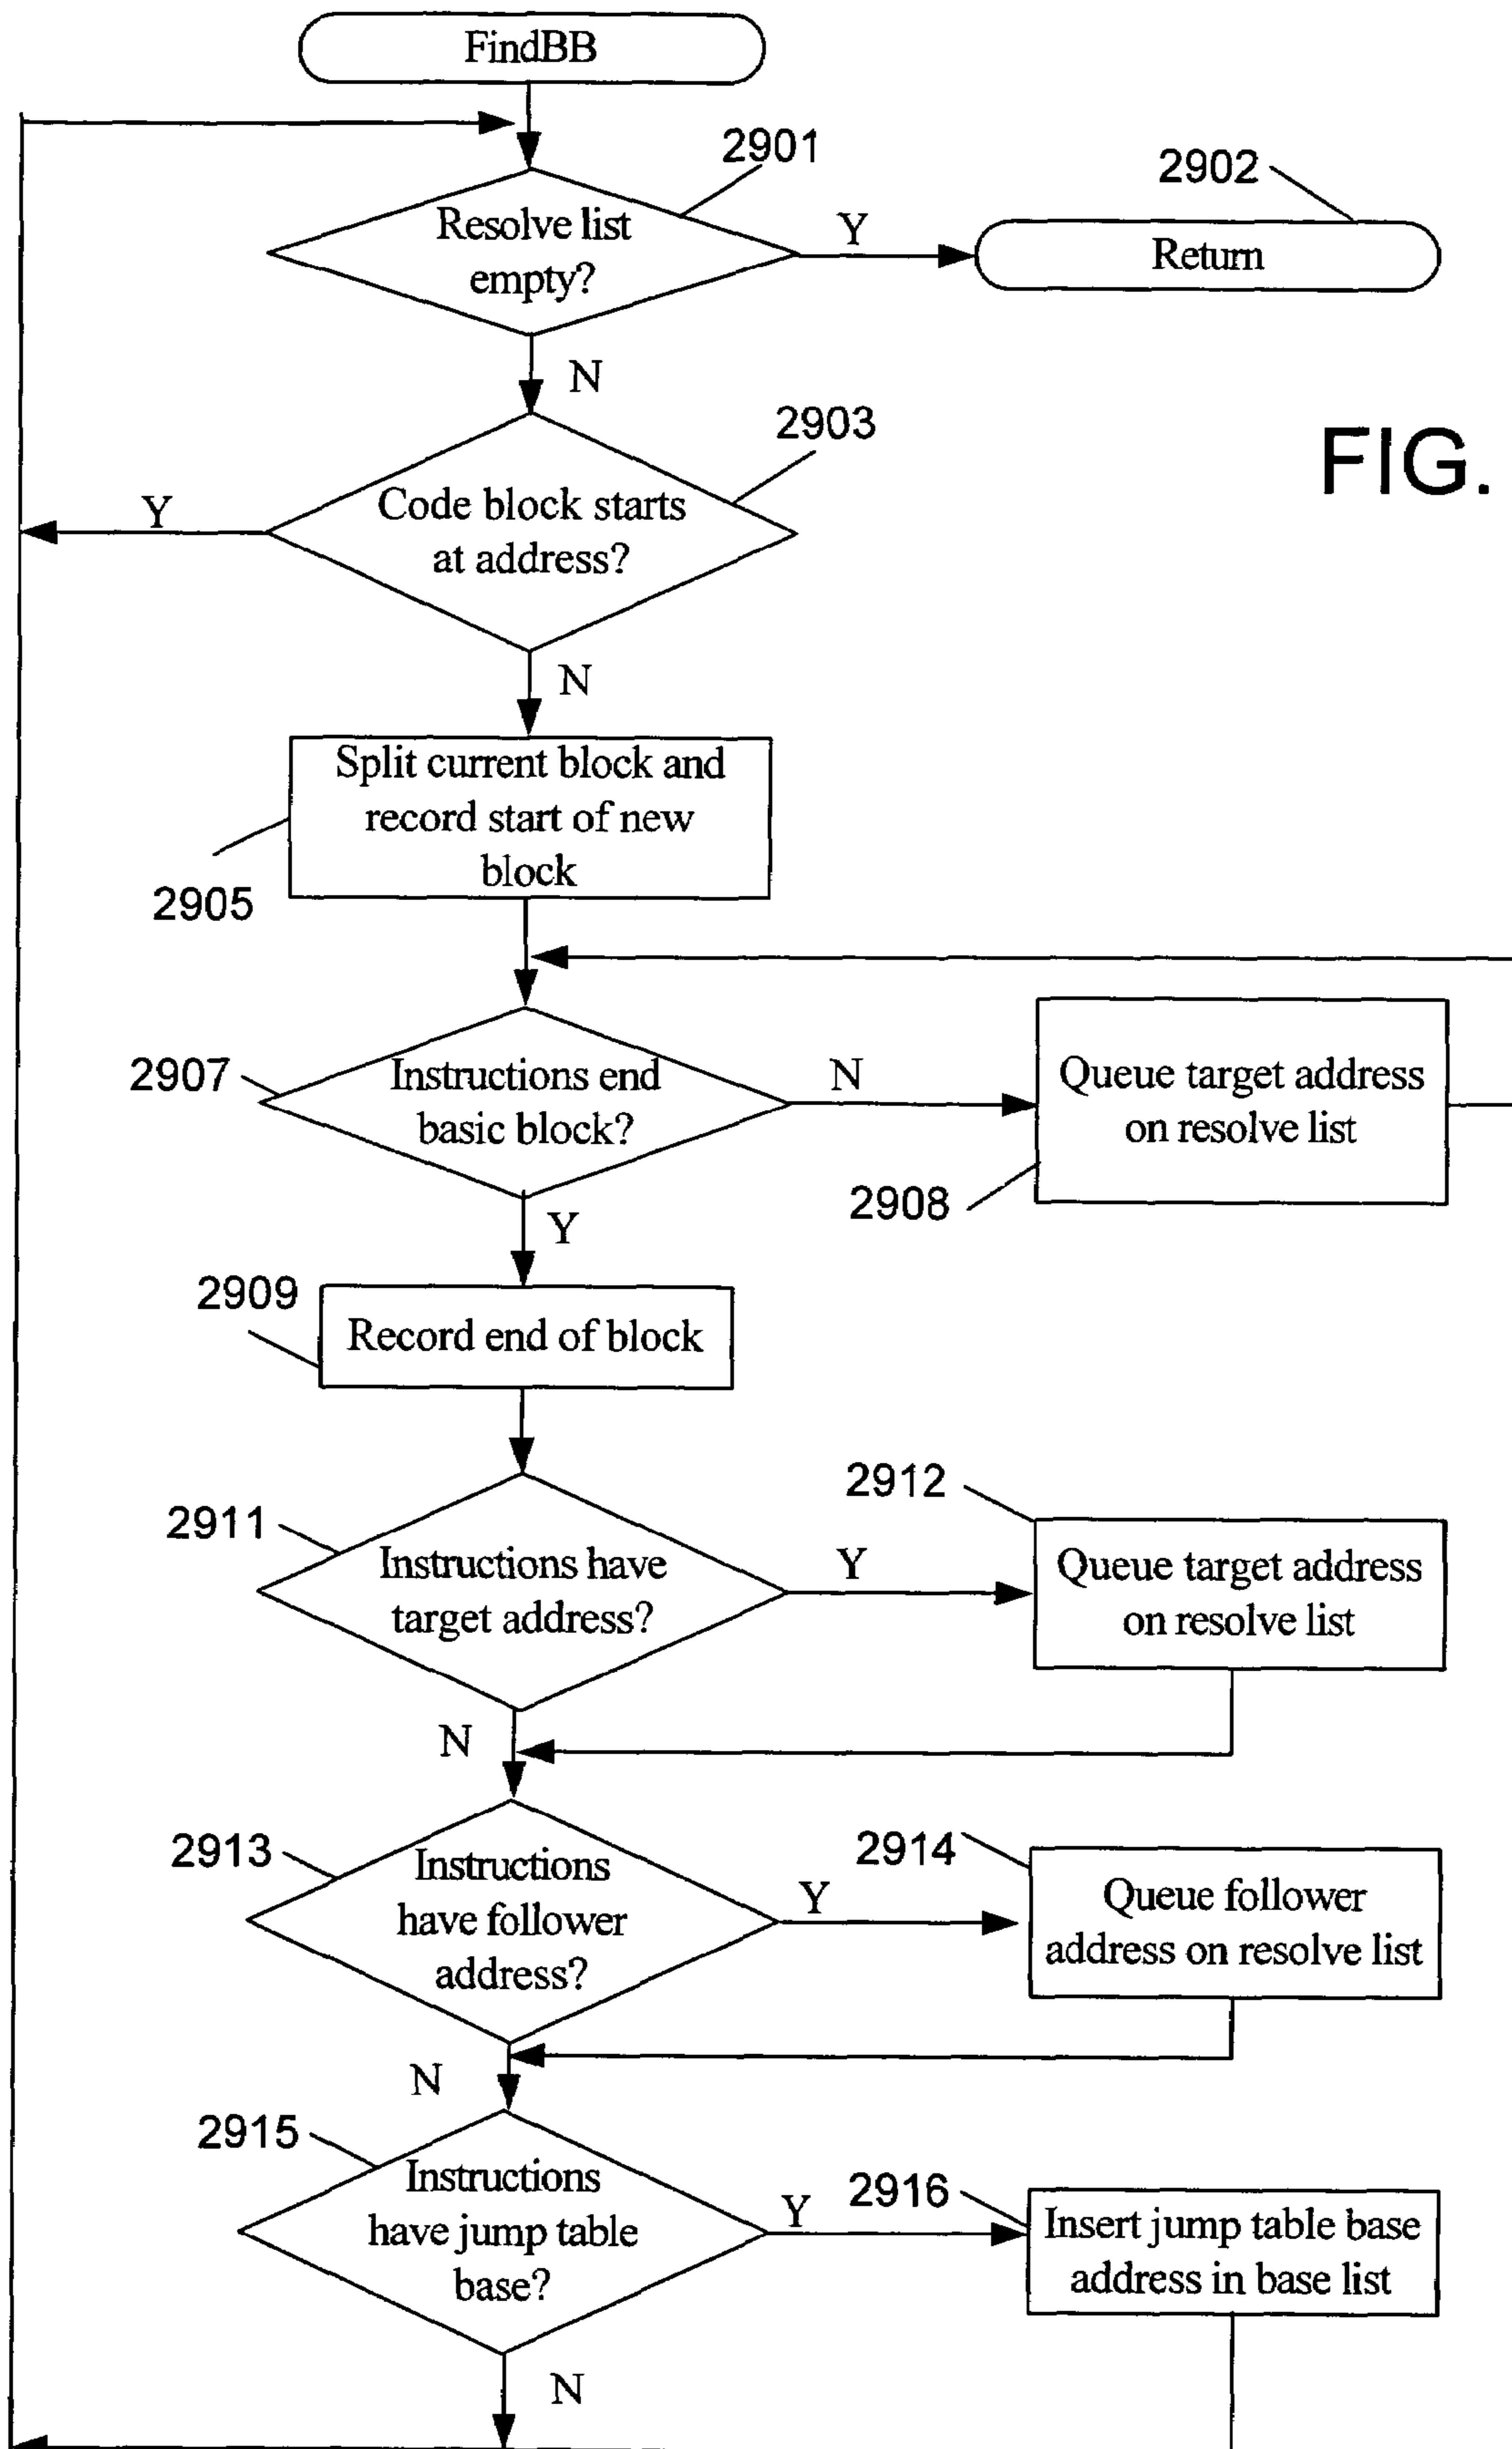 FindBB
2901
2902
Resolve list
empty?
Y
Return
N
2903
FIG.
Code block starts
at address?
Y
N
Split current block and
record start of new
block
2905
2907
Instructions end
basic block?
N
Queue target address
on resolve list
2908
Y
2909
Record end of block
2911
2912
Instructions have
target address?
Y
Queue target address
on resolve list
N
2913
2914
Instructions
have follower
address?
Y
Queue follower
address on resolve list
N
2915
2916
Instructions
have jump table
base?
Y
Insert jump table base
address in base list
N